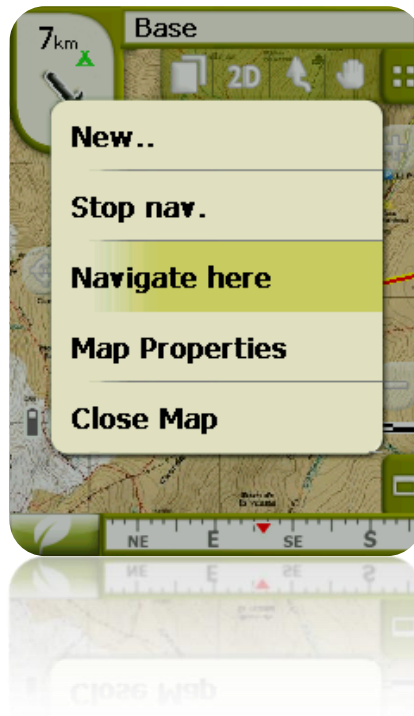 Base
7km
2D
New..
Stop nav.
Navigate here
Map Properties
Close Map
NE E SE S